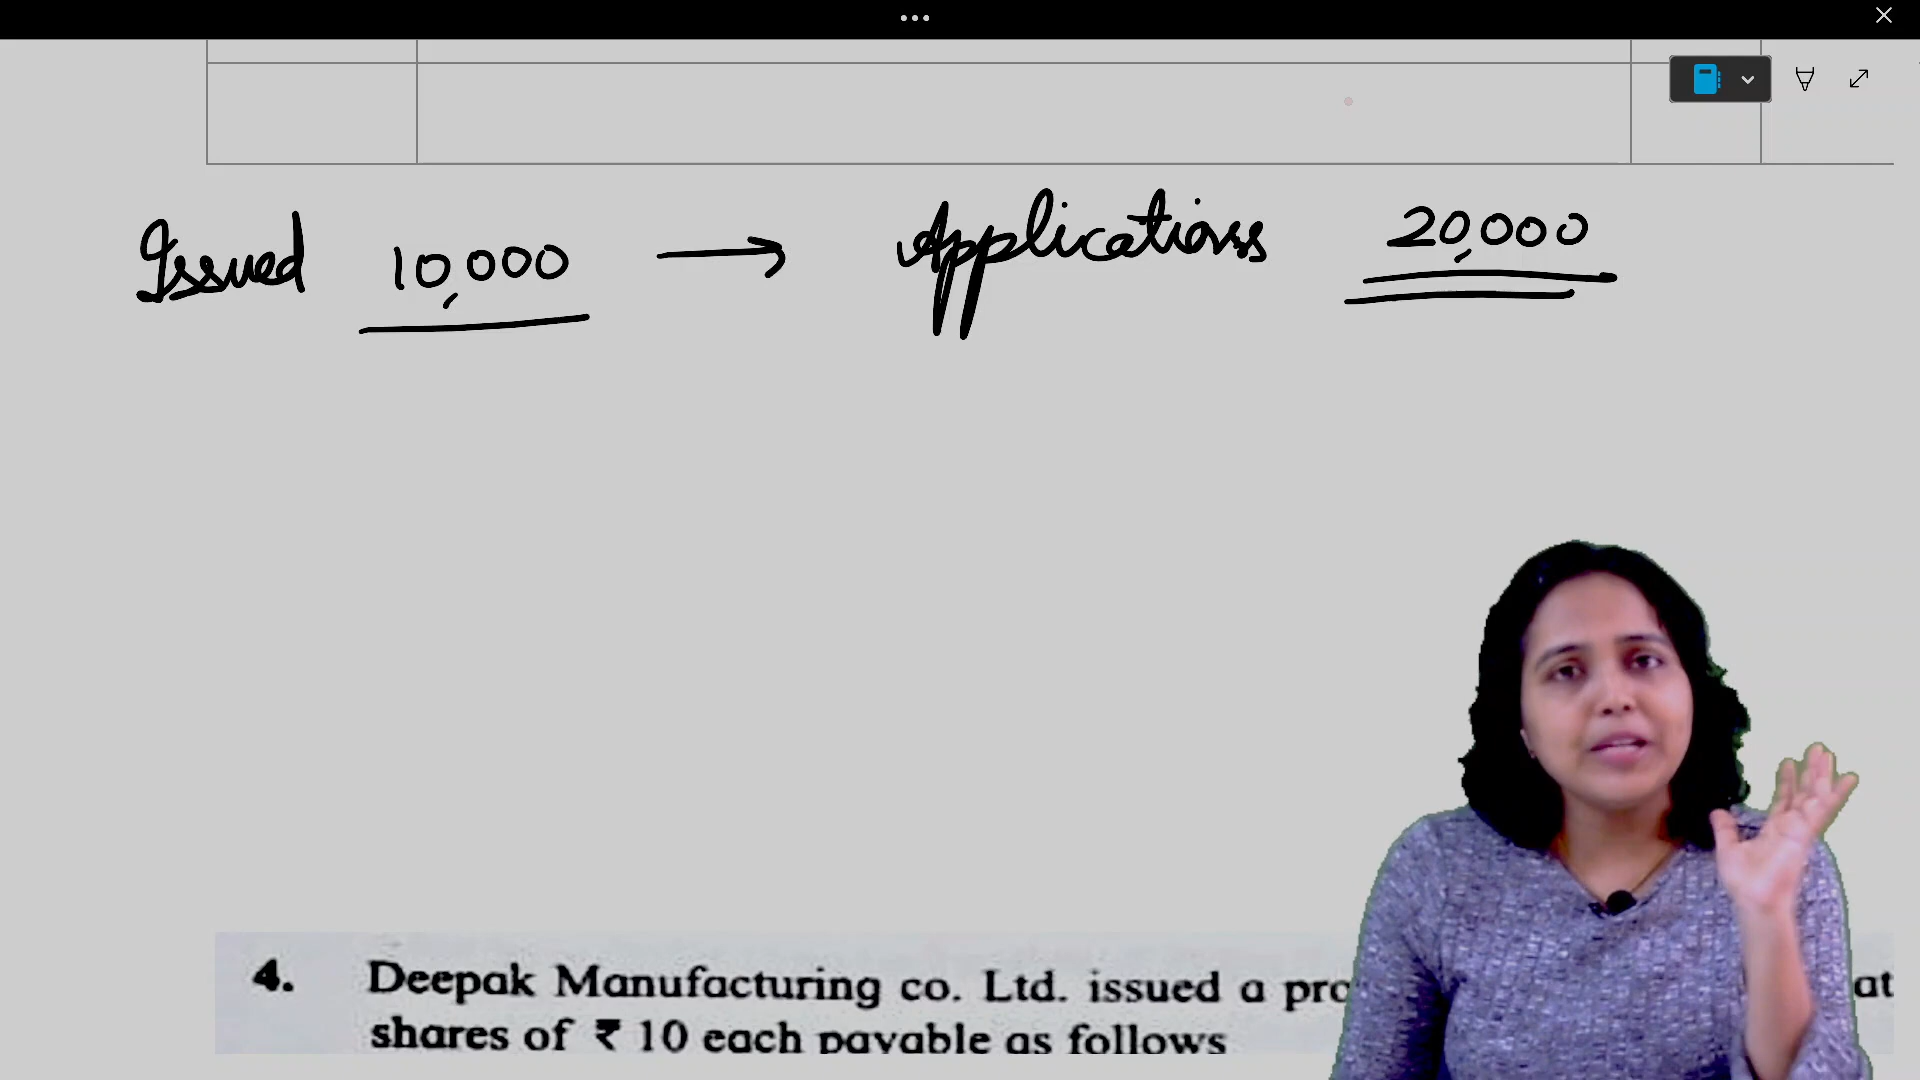 Issued 10,000 → Applications 20,000
4. Deepak Manufacturing co. Ltd. issued a at
shares of ₹ 10 each payable as follows